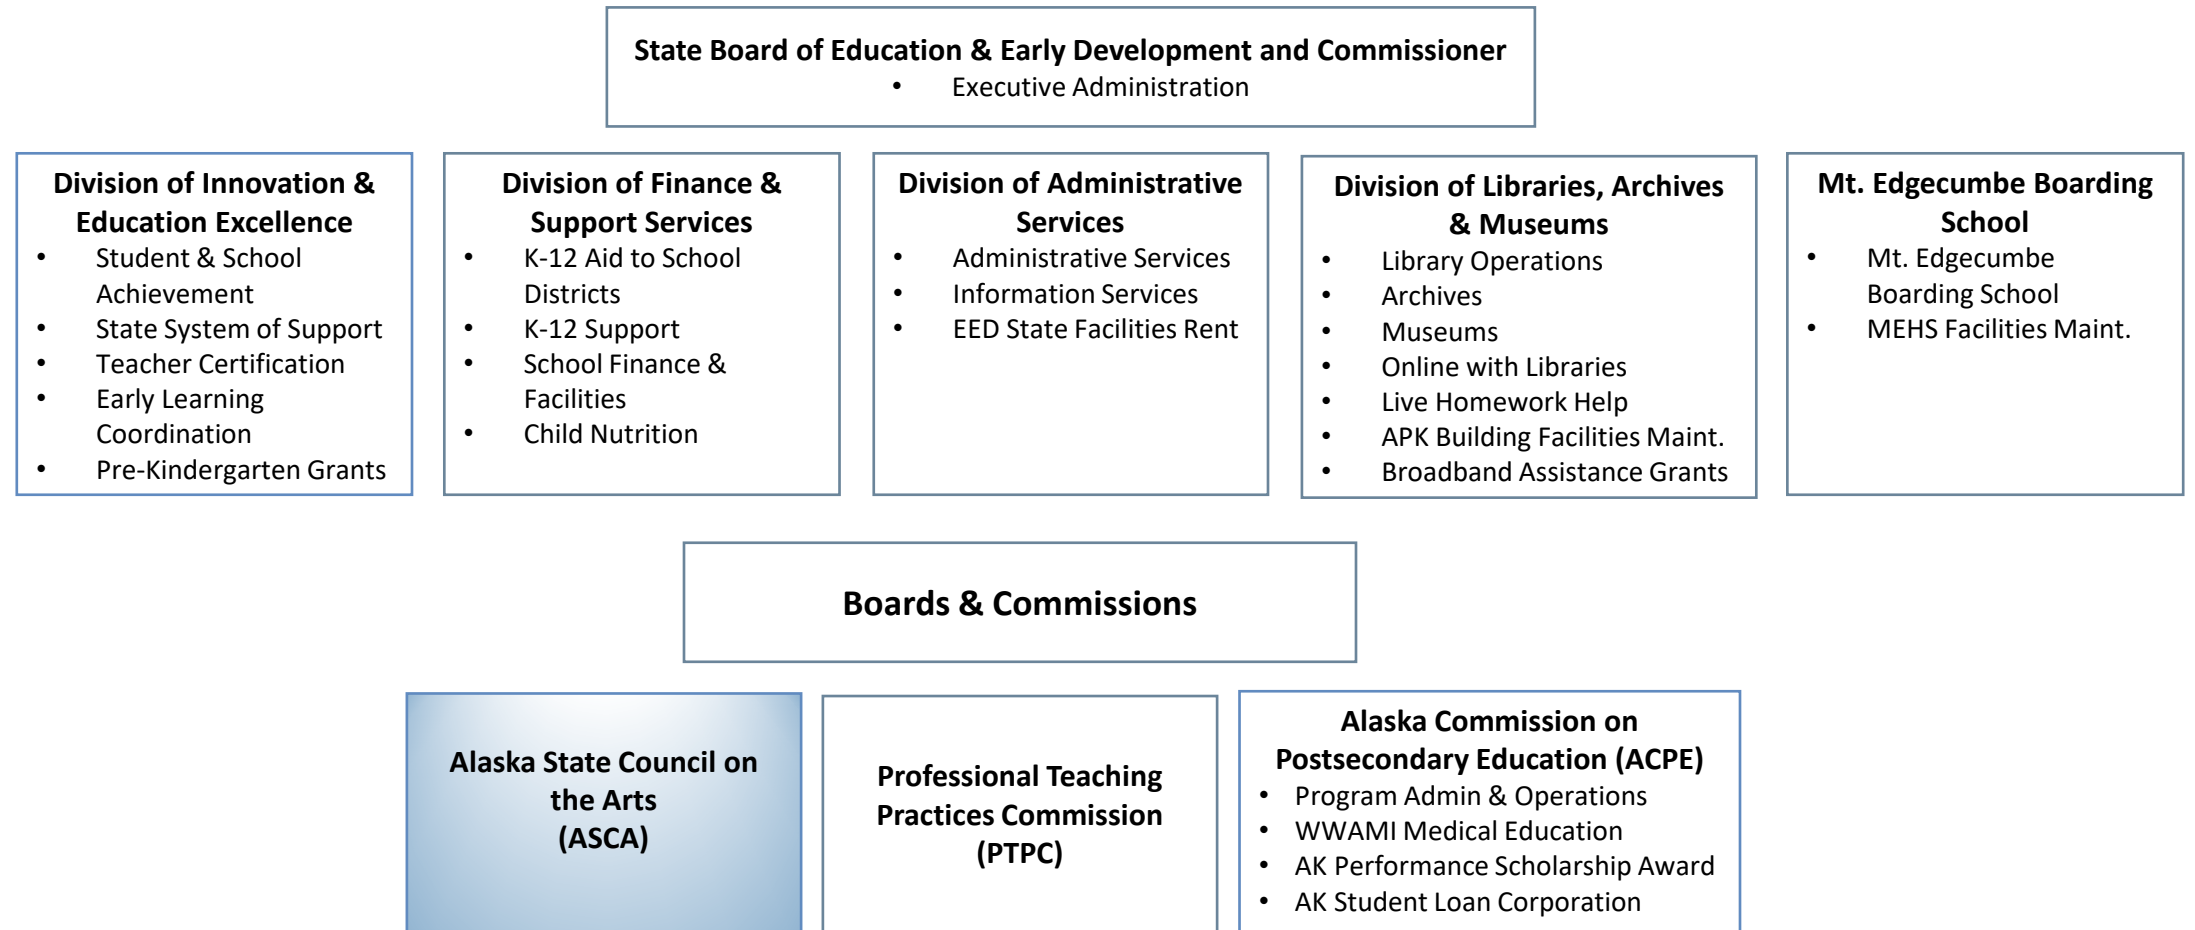 State Board of Education & Early Development and Commissioner
• Executive Administration
Division of Innovation &
Education Excellence
• Student & School
Achievement
• State System of Support
• Teacher Certification
• Early Learning
Coordination
• Pre-Kindergarten Grants
Division of Finance &
Support Services
• K-12 Aid to School
Districts
• K-12 Support
• School Finance &
Facilities
• Child Nutrition
Division of Administrative
Services
• Administrative Services
• Information Services
• EED State Facilities Rent
Division of Libraries, Archives
& Museums
• Library Operations
• Archives
• Museums
• Online with Libraries
• Live Homework Help
• APK Building Facilities Maint.
• Broadband Assistance Grants
Mt. Edgecumbe Boarding
School
• Mt. Edgecumbe
Boarding School
• MEHS Facilities Maint.
Boards & Commissions
Alaska State Council on
the Arts
(ASCA)
Professional Teaching
Practices Commission
(PTPC)
Alaska Commission on
Postsecondary Education (ACPE)
• Program Admin & Operations
• WWAMI Medical Education
• AK Performance Scholarship Award
• AK Student Loan Corporation